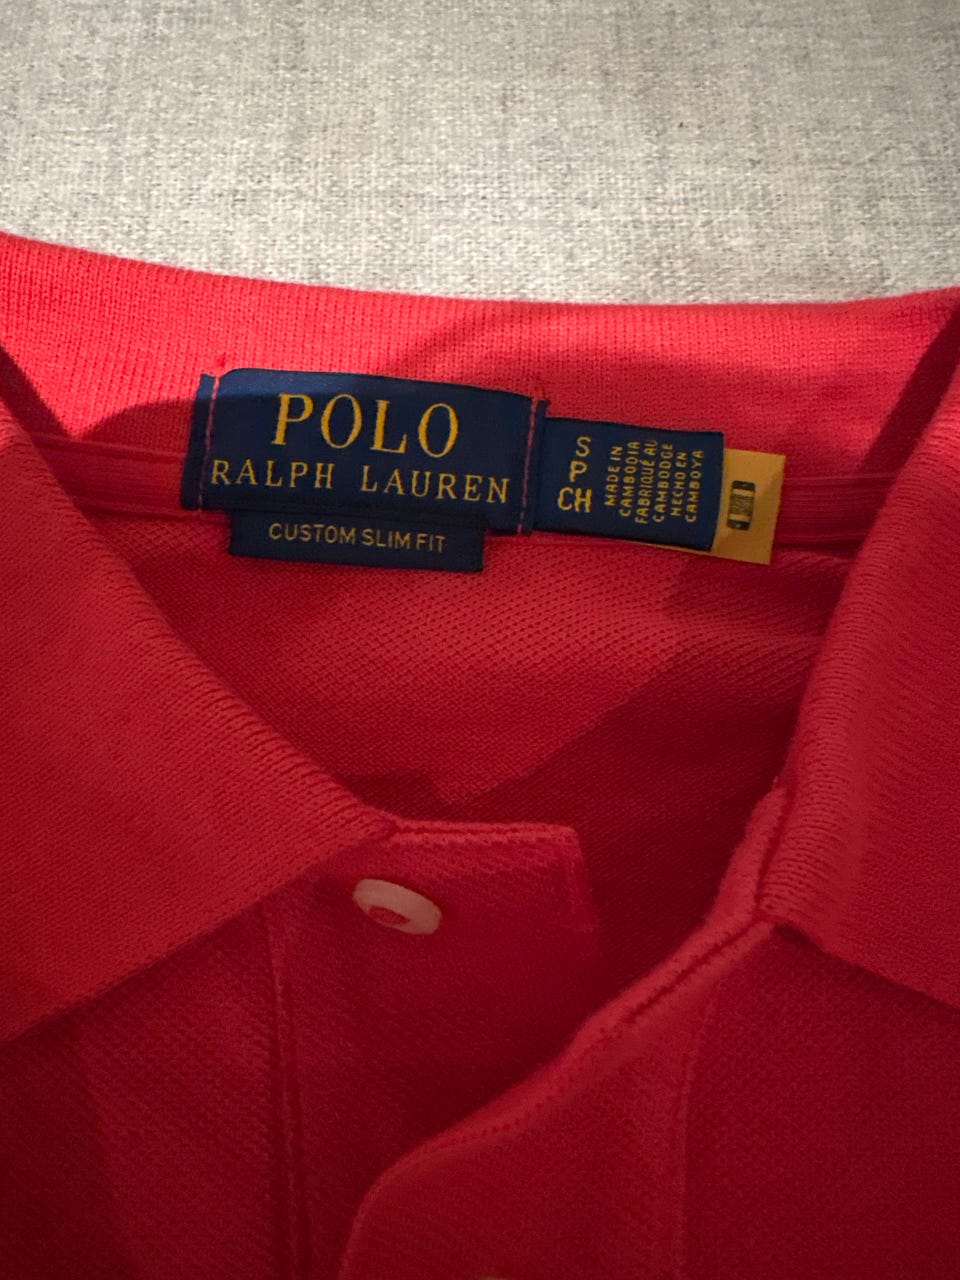 POLO
RALPH LAUREN
CUSTOM SLIM FIT
S
P
CH
MADE IN
CAMBODIA
FABRIQUÉ AU
CAMBODGE
HECHO EN
CAMBOYA